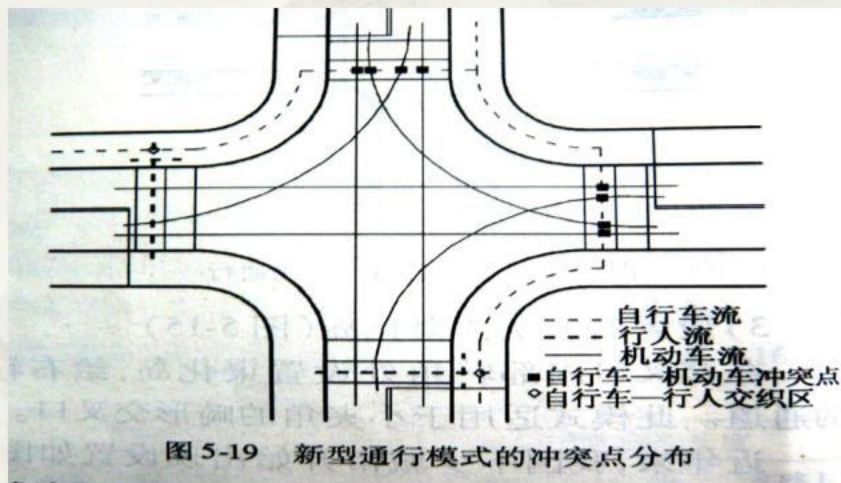 自行车流
行人流
机动车流
自行车—机动车冲突点
自行车—行人交织区
图 5-19 新型通行模式的冲突点分布